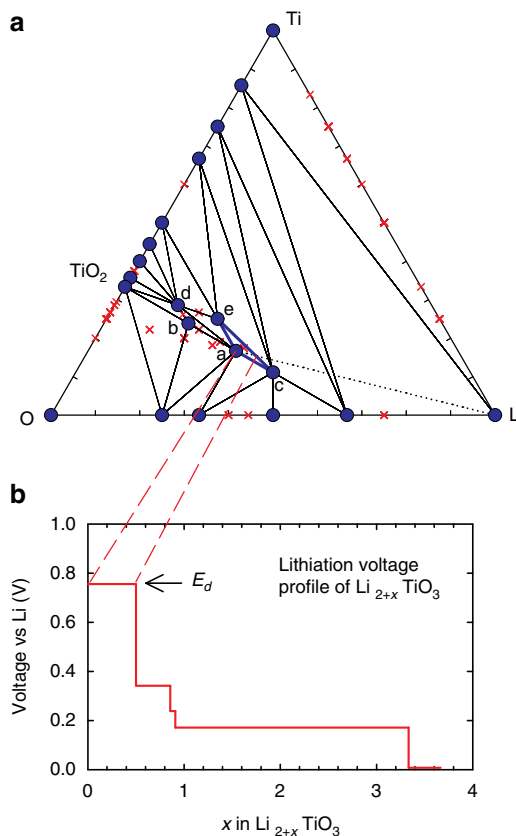 a
Ti
TiO2
d
e
b
a
c
O
L
b
1.0
0.8
0.6
0.4
0.2
0.0
Voltage vs Li (V)
Ed
Lithiation voltage
profile of Li 2+x TiO3
0
1
2
3
4
x in Li 2+x TiO3